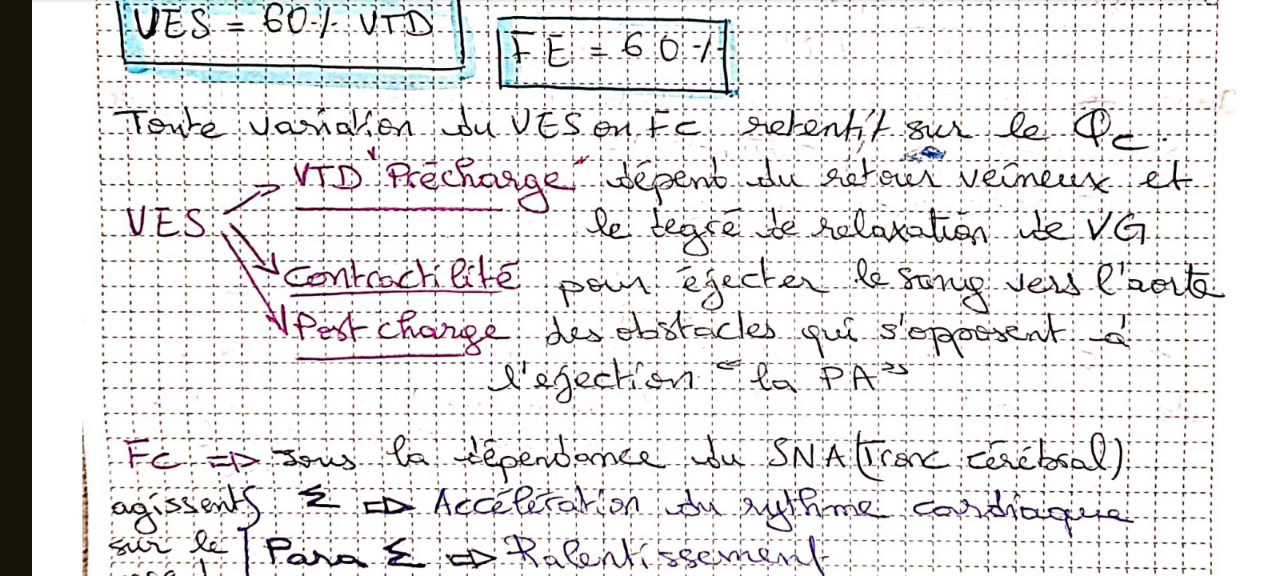 VES = 60 % VTD
FE = 60 %
Toute variation du VES ou Fc retentit sur le Φc.
VTD "Précharge" dépent du retour veineux et
VES
le degré de relaxation de VG
Contractilité pour éjecter le sang vers l'aorte
Post charge des obstacles qui s'opposent à
l'éjection "la PA"
Fc => sous la dépendance du SNA (Tronc cérébral)
agissents Σ => Accélération du rythme cardiaque
sur le Para Σ => Ralentissement